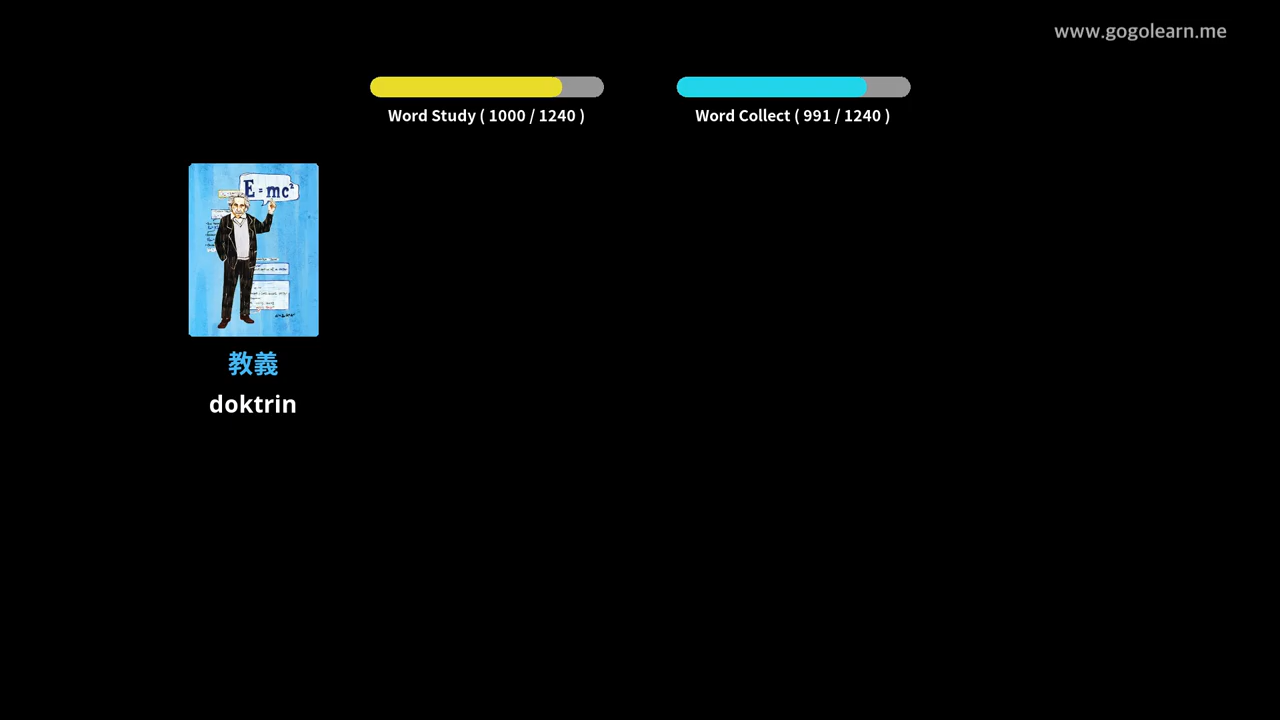 www.gogolearn.me
Word Study ( 1000 / 1240 )
Word Collect ( 991 / 1240 )
E=mc²
教義
doktrin